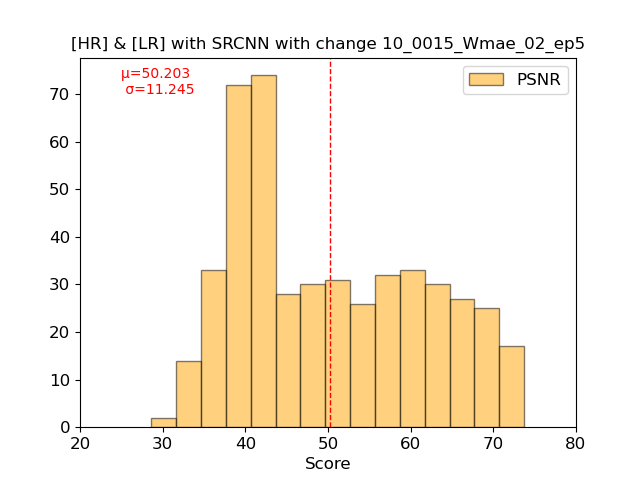 [HR] & [LR] with SRCNN with change 10_0015_Wmae_02_ep5
μ=50.203
σ=11.245
PSNR
70
60
50
40
30
20
10
0
20 30 40 50 60 70 80
Score